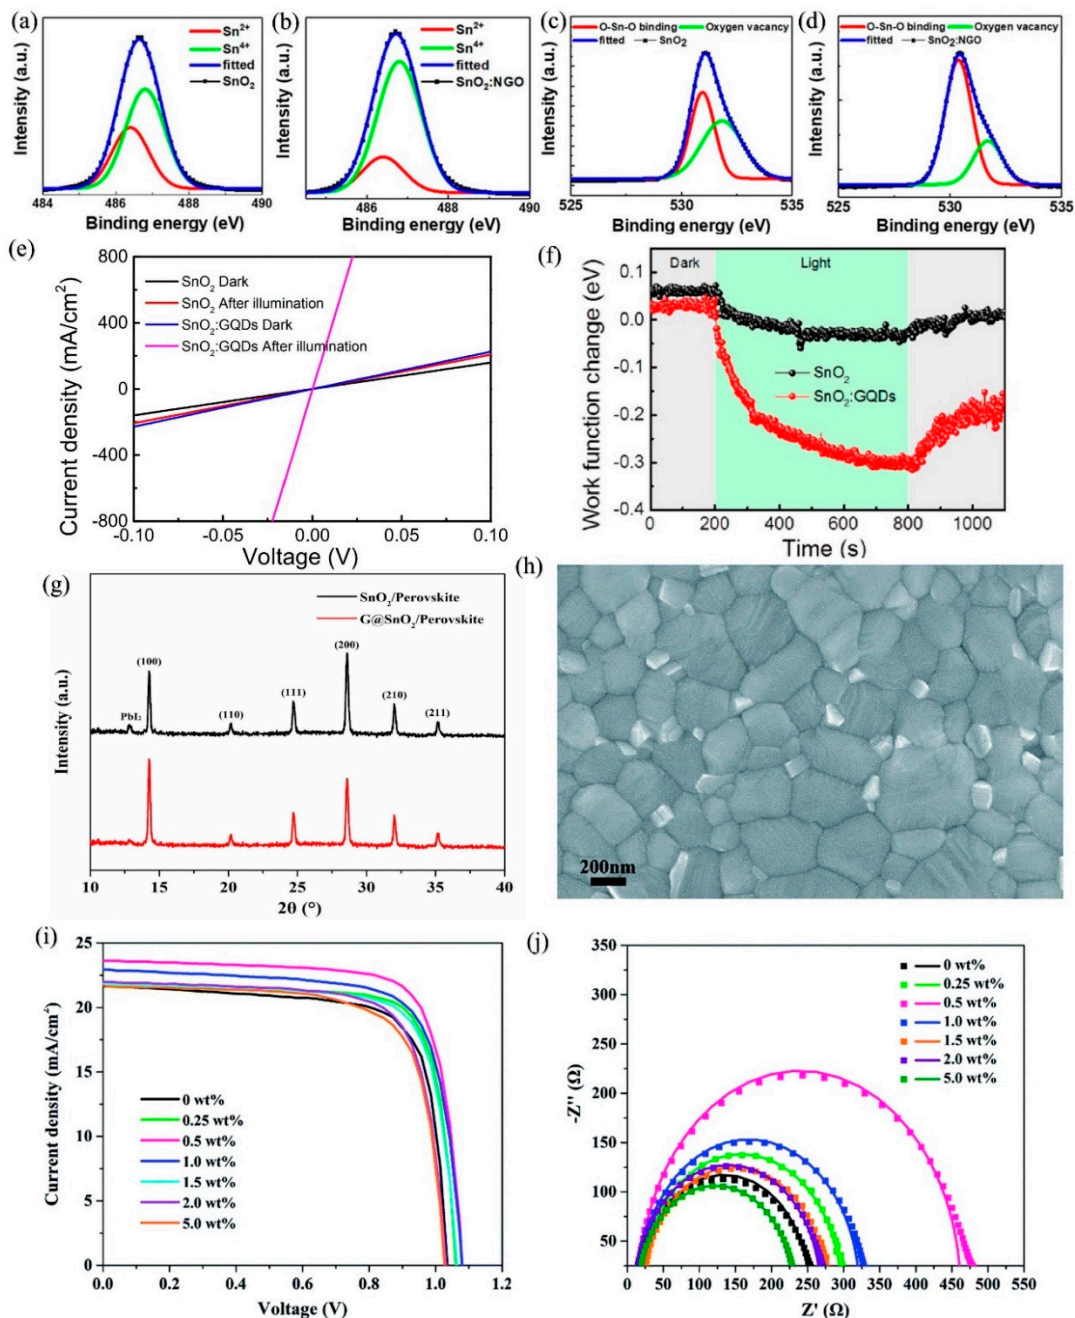 (a)
Intensity (a.u.)
Sn2+
Sn4+
fitted
SnO2
484 486 488 490
Binding energy (eV)
(b)
Intensity (a.u.)
Sn2+
Sn4+
fitted
SnO2:NGO
486 488 490
Binding energy (eV)
(c)
Intensity (a.u.)
O-Sn-O binding Oxygen vacancy
fitted SnO2
525 530 535
Binding energy (eV)
(d)
Intensity (a.u.)
O-Sn-O binding Oxygen vacancy
fitted SnO2:NGO
525 530 535
Binding energy (eV)
(e)
Current density (mA/cm2)
800
400
0
-400
-800
SnO2 Dark
SnO2 After illumination
SnO2:GQDs Dark
SnO2:GQDs After illumination
-0.10 -0.05 0.00 0.05 0.10
Voltage (V)
(f)
Work function change (eV)
0.1
0.0
-0.1
-0.2
-0.3
-0.4
Dark Light
SnO2
SnO2:GQDs
0 200 400 600 800 1000
Time (s)
(g)
Intensity (a.u.)
SnO2/Perovskite
G@SnO2/Perovskite
PbI2
(100)
(110)
(111)
(200)
(210)
(211)
10 15 20 25 30 35 40
2θ (°)
(h)
200nm
(i)
Current density (mA/cm2)
25
20
15
10
5
0
0 wt%
0.25 wt%
0.5 wt%
1.0 wt%
1.5 wt%
2.0 wt%
5.0 wt%
0.0 0.2 0.4 0.6 0.8 1.0 1.2
Voltage (V)
(j)
-Z'' (Ω)
350
300
250
200
150
100
50
0 wt%
0.25 wt%
0.5 wt%
1.0 wt%
1.5 wt%
2.0 wt%
5.0 wt%
0 50 100 150 200 250 300 350 400 450 500 550
Z' (Ω)